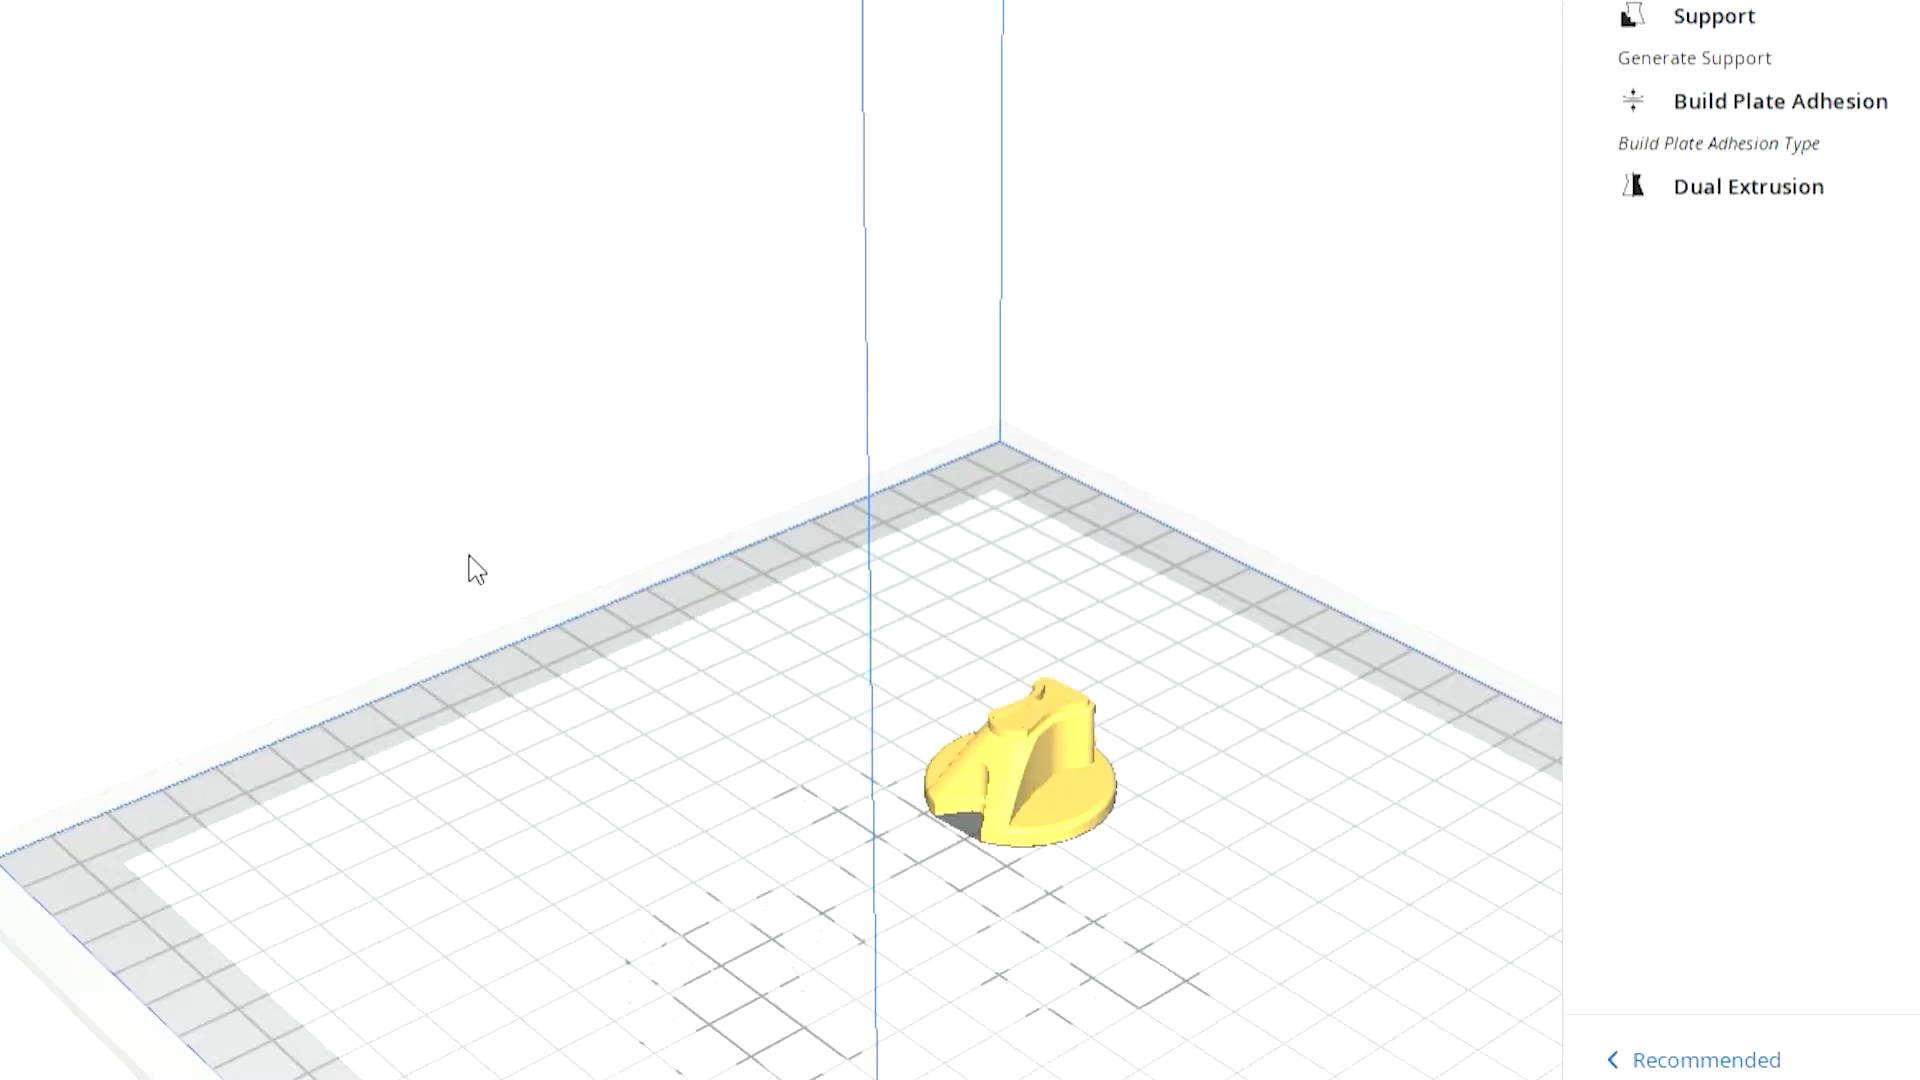 Support
Generate Support
Build Plate Adhesion
Build Plate Adhesion Type
Dual Extrusion
Recommended